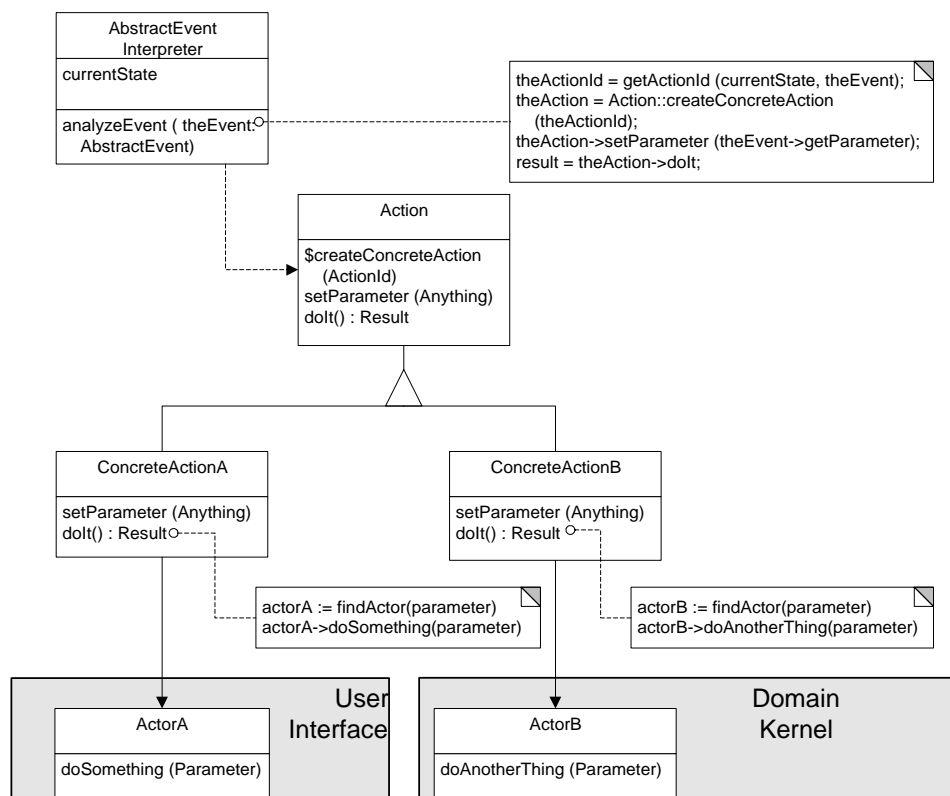 AbstractEvent
Interpreter
currentState
analyzeEvent ( theEvent:
AbstractEvent)
theActionId = getActionId (currentState, theEvent);
theAction = Action::createConcreteAction
(theActionId);
theAction->setParameter (theEvent->getParameter);
result = theAction->doIt;
Action
$createConcreteAction
(ActionId)
setParameter (Anything)
doIt() : Result
ConcreteActionA
setParameter (Anything)
doIt() : Result
ConcreteActionB
setParameter (Anything)
doIt() : Result
actorA := findActor(parameter)
actorA->doSomething(parameter)
actorB := findActor(parameter)
actorB->doAnotherThing(parameter)
User
Interface
ActorA
doSomething (Parameter)
Domain
Kernel
ActorB
doAnotherThing (Parameter)